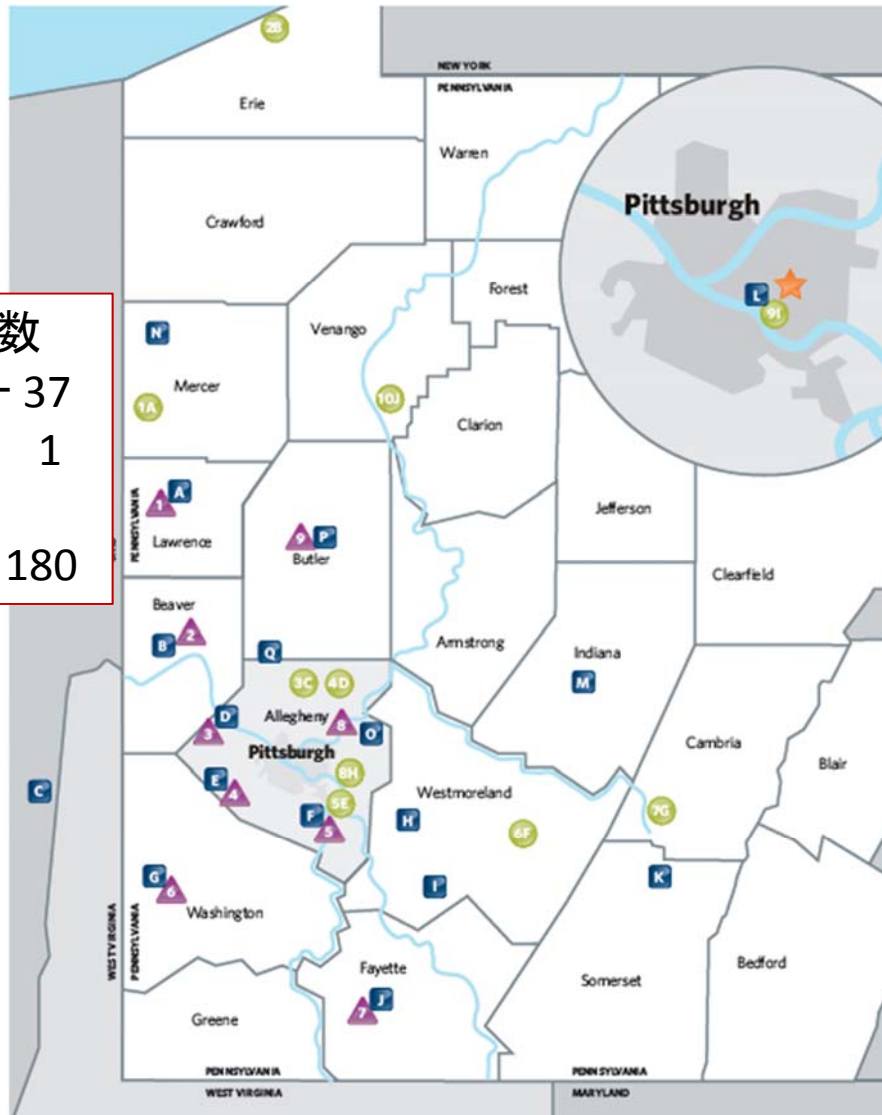 2B
NEW YORK
PENNSYLVANIA
Erie
Warren
Crawford
Pittsburgh
Forest
L
9I
数
N
Venango
ー 37
Mercer
1A
10J
Clarion
1
A
1
PENNSYLVANIA
Lawrence
9
P
Butler
Jefferson
180
Clearfield
Beaver
B
2
Armstrong
Indiana
Q
M
3C
4D
D
Allegheny
8
3
O
Cambria
Pittsburgh
Blair
8H
E
4
Westmoreland
C
5E
F
5
H
6F
7G
G
6
I
K
Washington
WEST VIRGINIA
PENNSYLVANIA
Fayette
Bedford
Somerset
J
7
Greene
PENNSYLVANIA
WEST VIRGINIA
PENNSYLVANIA
MARYLAND